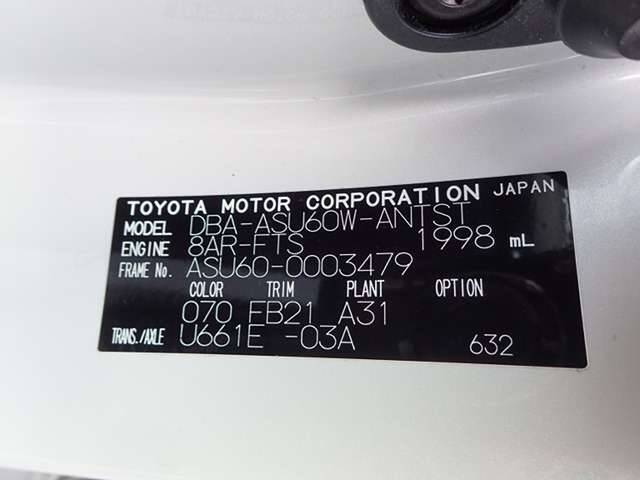 TOYOTA MOTOR CORPORATION JAPAN
MODEL DBA-ASU60W-ANTST
ENGINE 8AR-FTS 1998 mL
FRAME No. ASU60-0003479
COLOR TRIM PLANT OPTION
070 FB21 A31
TRANS./AXLE U661E -03A 632